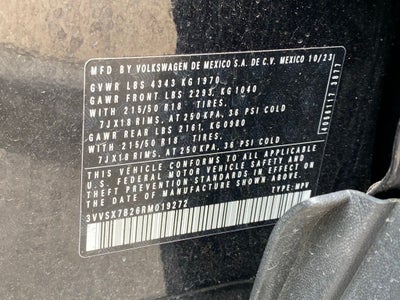 MFD BY VOLKSWAGEN DE MEXICO S.A. DE C.V. MEXICO 10/23
GVWR LBS 4343 KG 1970
GAWR FRONT LBS 2293, KG 1040
WITH 215/50 R18 TIRES,
7JX18 RIMS, AT 250 KPA, 36 PSI COLD
GAWR REAR LBS 2161, KG 0980
WITH 215/50 R18 TIRES,
7JX18 RIMS, AT 250 KPA, 36 PSI COLD
THIS VEHICLE CONFORMS TO ALL APPLICABLE
U.S. FEDERAL MOTOR VEHICLE SAFETY AND
THEFT PREVENTION STANDARDS IN EFFECT ON
THE DATE OF MANUFACTURE SHOWN ABOVE.
3VV5X7B26RM019272 TYPE: MPV